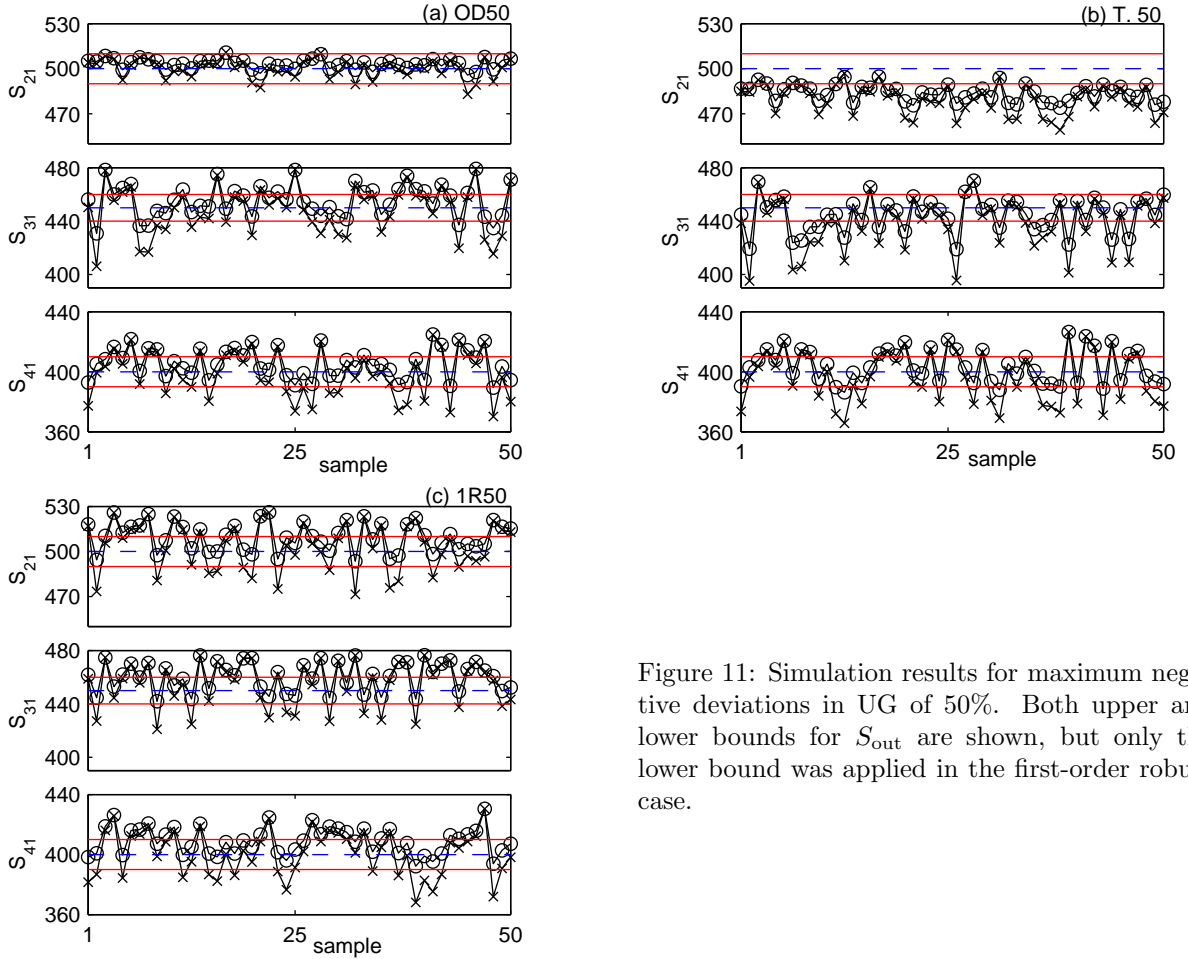 (a) OD50
530
500
470
S21
480
440
400
S31
440
400
360
S41
1
25
50
sample
(b) T. 50
530
500
470
S21
480
440
400
S31
440
400
360
S41
1
25
50
sample
(c) 1R50
530
500
470
S21
480
440
400
S31
440
400
360
S41
1
25
50
sample
Figure 11: Simulation results for maximum neg
tive deviations in UG of 50%. Both upper an
lower bounds for Sout are shown, but only th
lower bound was applied in the first-order robu
case.